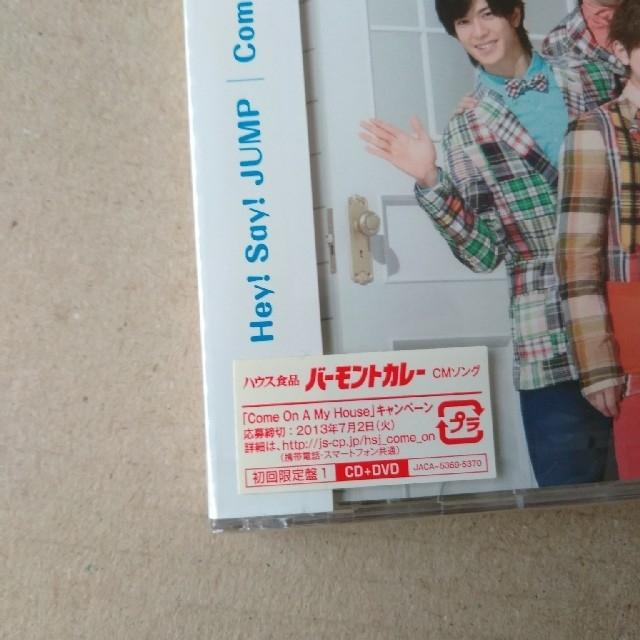 Hey! Say! JUMP | Com
ハウス食品 バーモントカレー CMソング
「Come On A My House」キャンペーン
応募締切：2013年7月2日(火)
詳細は、http://js-cp.jp/hsj_come_on
(携帯電話・スマートフォン共通)
プラ
初回限定盤1 CD+DVD JACA-5369-5370